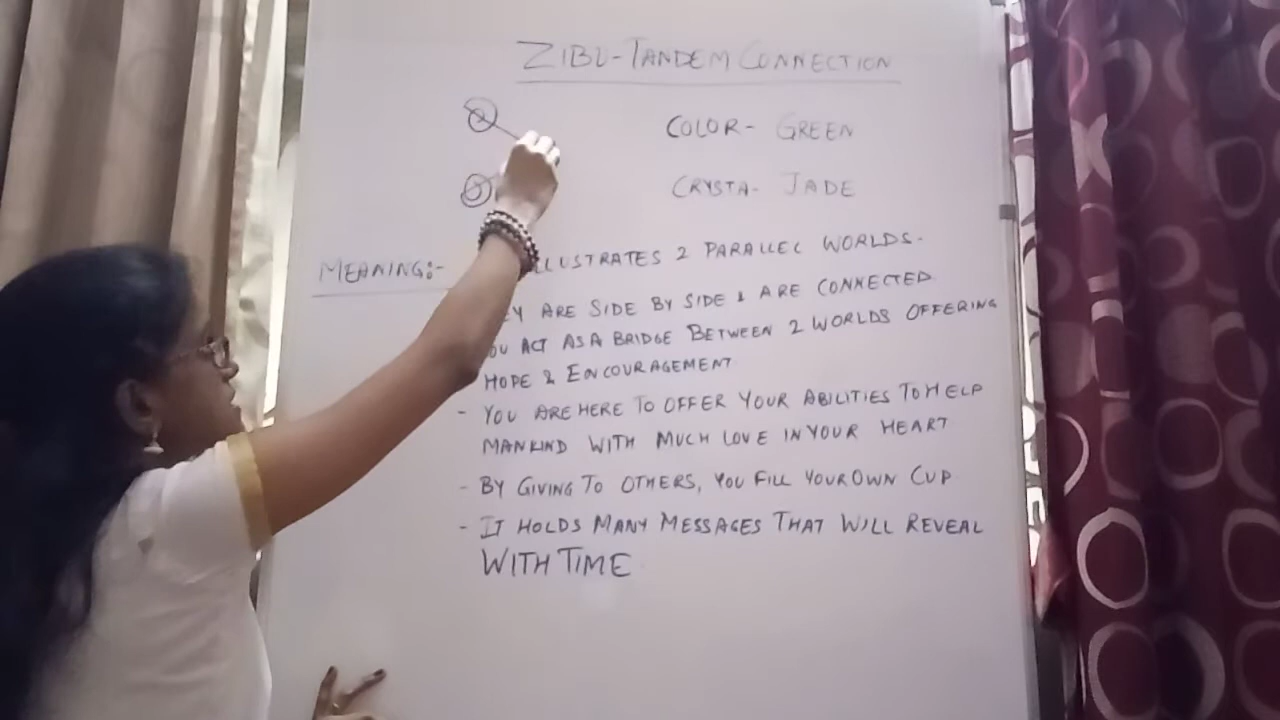 ZIBU-TANDEM CONNECTION
COLOR- GREEN
CRYSTA- JADE
MEANING:- LLUSTRATES 2 PARALLEL WORLDS.
EY ARE SIDE BY SIDE & ARE CONNECTED
OU ACT AS A BRIDGE BETWEEN 2 WORLDS OFFERING
HOPE & ENCOURAGEMENT
- YOU ARE HERE TO OFFER YOUR ABILITIES TO HELP
MANKIND WITH MUCH LOVE IN YOUR HEART
- BY GIVING TO OTHERS, YOU FILL YOUR OWN CUP
- IT HOLDS MANY MESSAGES THAT WILL REVEAL
WITH TIME